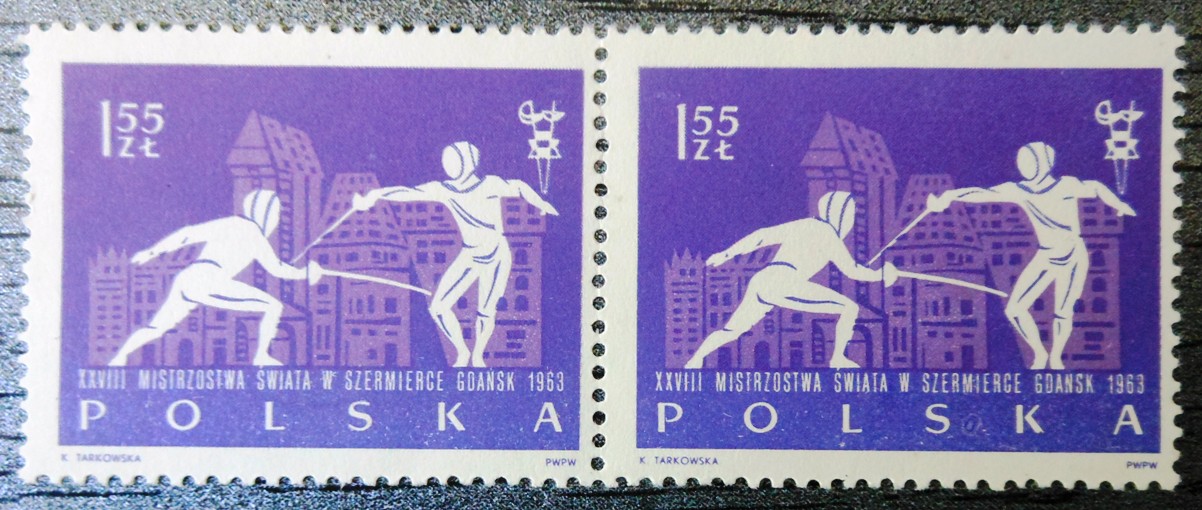 1 55
ZŁ
XXVIII MISTRZOSTWA ŚWIATA W SZERMIERCE GDAŃSK 1963
POLSKA
K. TARKOWSKA
PWPW
1 55
ZŁ
XXVIII MISTRZOSTWA ŚWIATA W SZERMIERCE GDAŃSK 1963
POLSKA
K. TARKOWSKA
PWPW